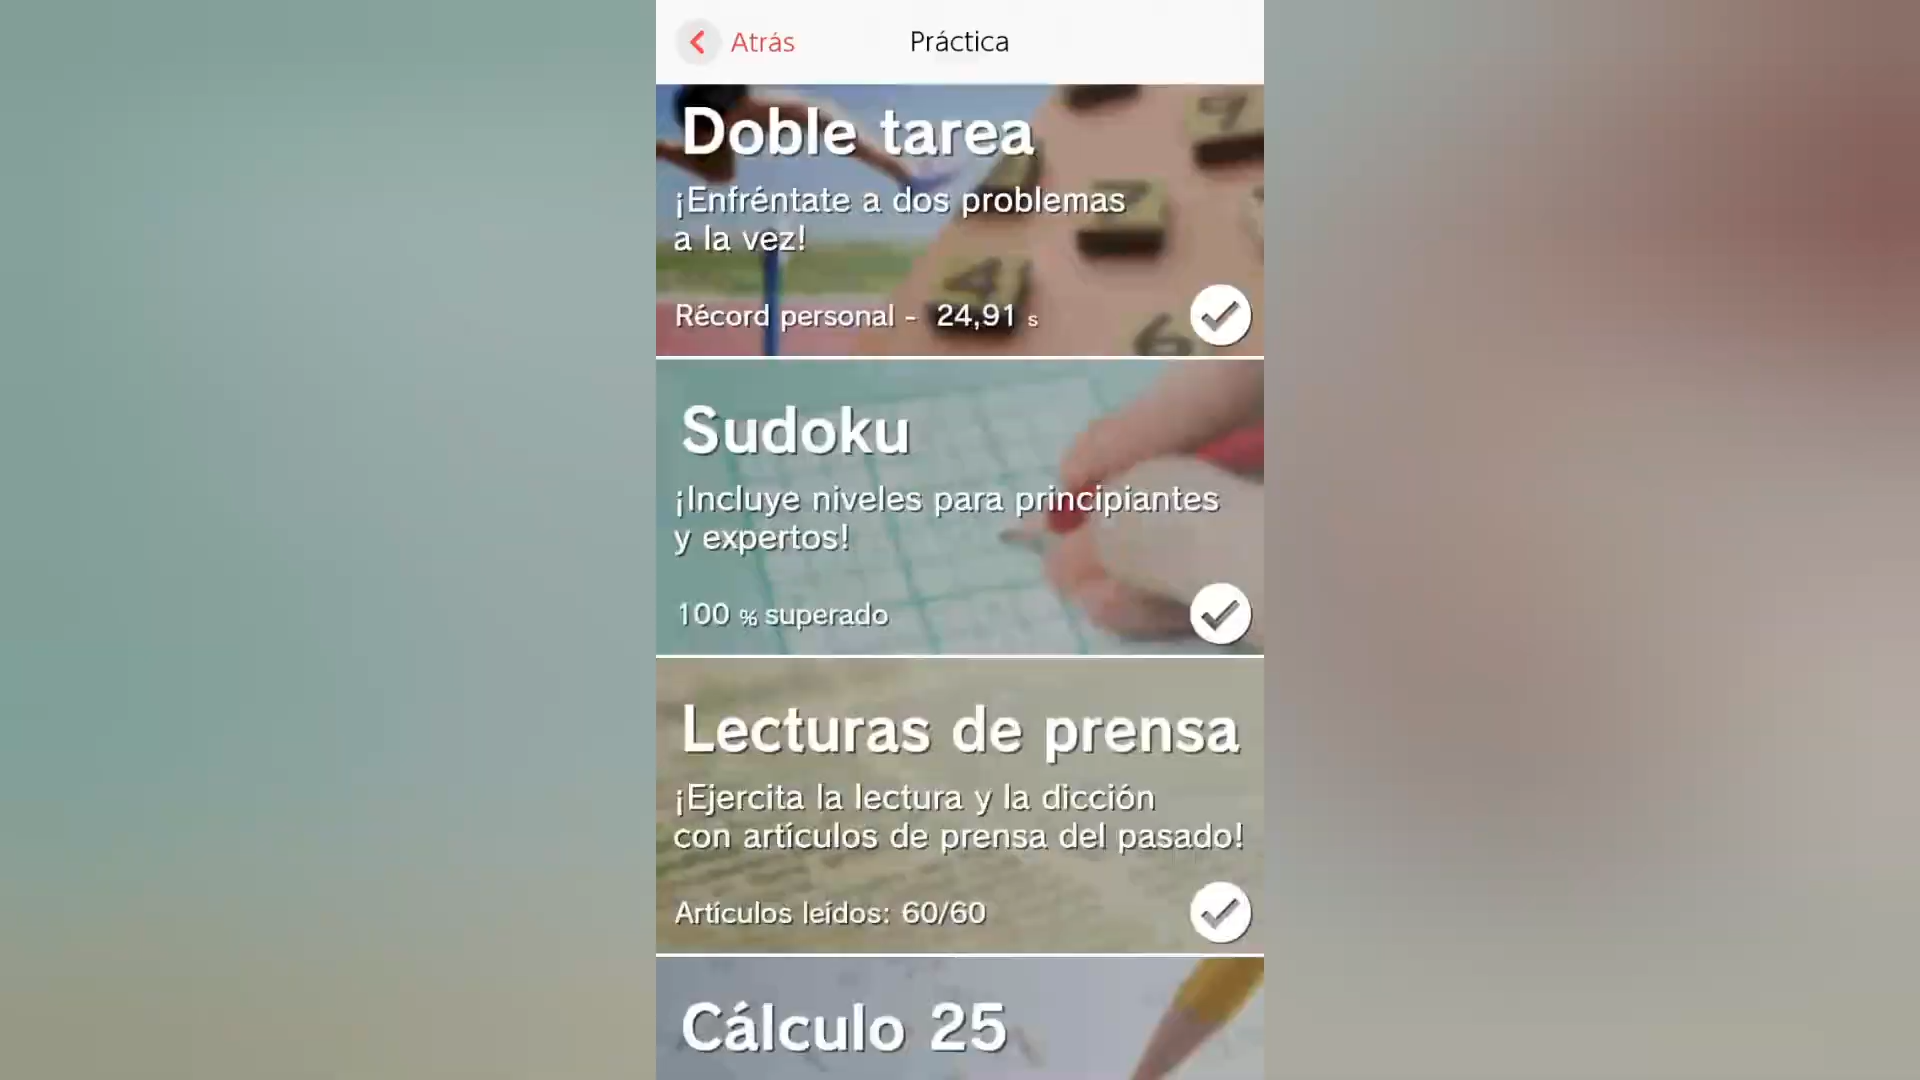 Atrás
Práctica
Doble tarea
¡Enfréntate a dos problemas
a la vez!
Récord personal - 24,91 s
Sudoku
¡Incluye niveles para principiantes
y expertos!
100 % superado
Lecturas de prensa
¡Ejercita la lectura y la dicción
con artículos de prensa del pasado!
Artículos leídos: 60/60
Cálculo 25